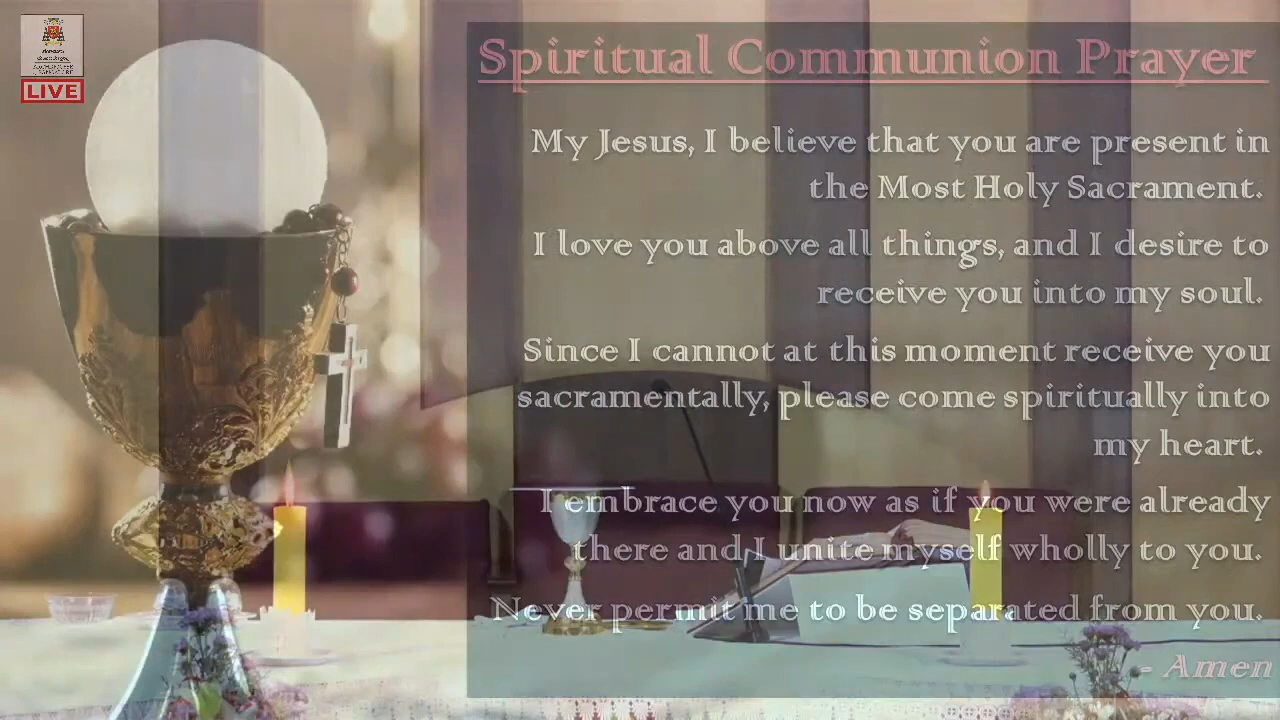 LIVE
Spiritual Communion Prayer
My Jesus, I believe that you are present in
the Most Holy Sacrament.
I love you above all things, and I desire to
receive you into my soul.
Since I cannot at this moment receive you
sacramentally, please come spiritually into
my heart.
I embrace you now as if you were already
there and I unite myself wholly to you.
Never permit me to be separated from you.
- Amen